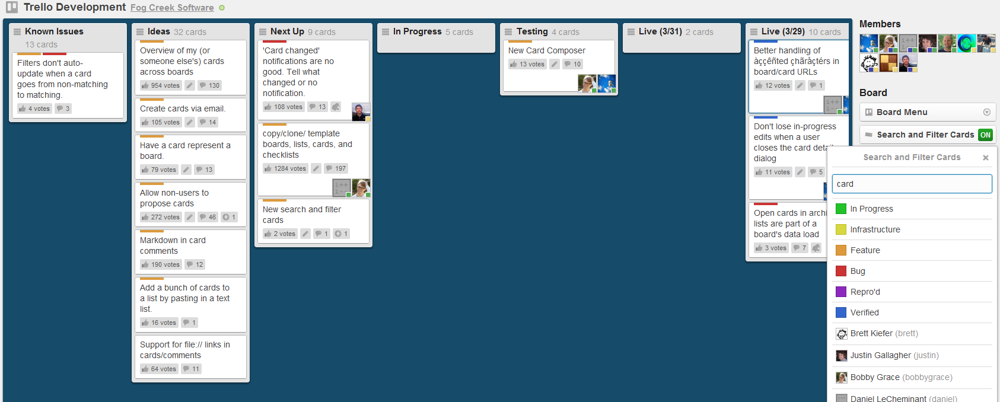 Trello Development Fog Creek Software
Known Issues
13 cards
Filters don't auto-
update when a card
goes from non-matching
to matching.
4 votes 3
Ideas 32 cards
Overview of my (or
someone else's) cards
across boards
954 votes 130
Create cards via email.
105 votes 14
Have a card represent a
board.
79 votes 13
Allow non-users to
propose cards
272 votes 46 1
Markdown in card
comments
190 votes 12
Add a bunch of cards to
a list by pasting in a text
list.
16 votes 1
Support for file:// links in
cards/comments
64 votes 11
Next Up 9 cards
'Card changed'
notifications are no
good. Tell what
changed or no
notification.
108 votes 13
copy/clone/ template
boards, lists, cards, and
checklists
1284 votes 197
New search and filter
cards
2 votes 1 1
In Progress 5 cards
Testing 4 cards
New Card Composer
13 votes 10
Live (3/31) 2 cards
Live (3/29) 10 cards
Better handling of
àççêñted çhãråçtérs in
board/card URLs
12 votes 1
Don't lose in-progress
edits when a user
closes the card detail
dialog
11 votes 5
Open cards in archi
lists are part of a
board's data load
3 votes 7
Members
Board
Board Menu
Search and Filter Cards ON
Search and Filter Cards ×
card
In Progress
Infrastructure
Feature
Bug
Repro'd
Verified
Brett Kiefer (brett)
Justin Gallagher (justin)
Bobby Grace (bobbygrace)
Daniel LeCheminant (daniel)